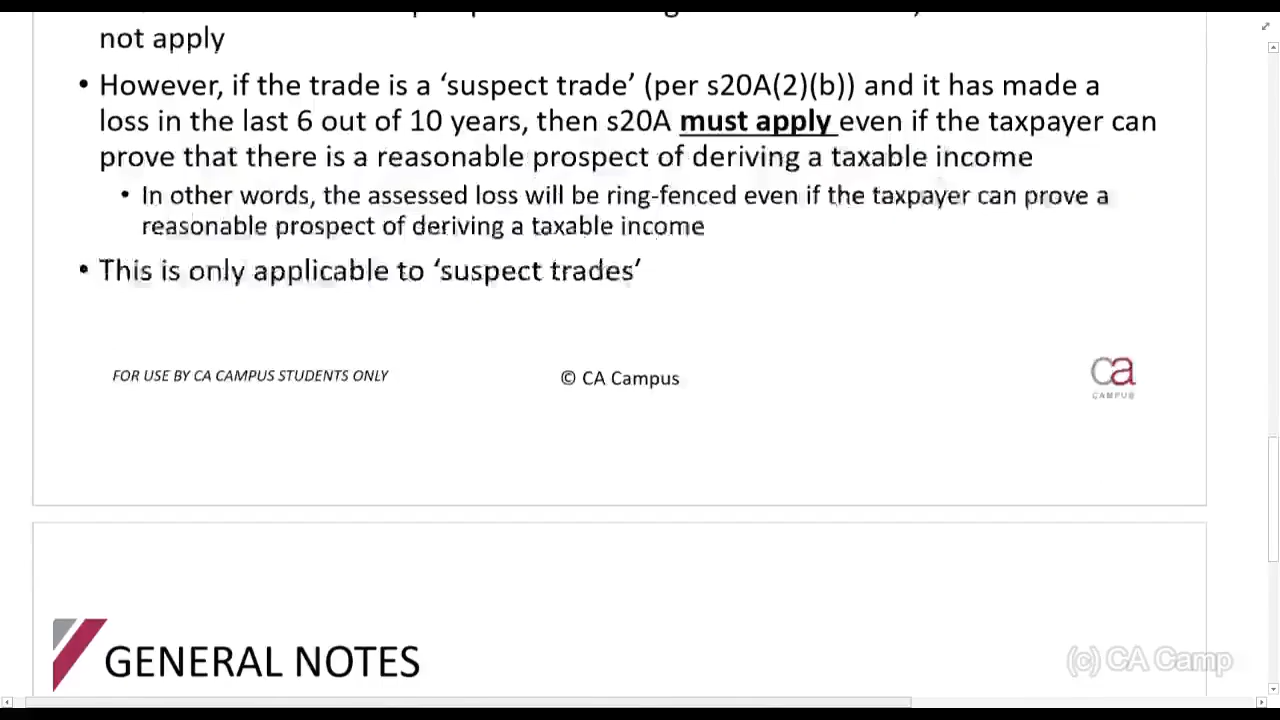 not apply
• However, if the trade is a ‘suspect trade’ (per s20A(2)(b)) and it has made a
loss in the last 6 out of 10 years, then s20A must apply even if the taxpayer can
prove that there is a reasonable prospect of deriving a taxable income
• In other words, the assessed loss will be ring-fenced even if the taxpayer can prove a
reasonable prospect of deriving a taxable income
• This is only applicable to ‘suspect trades’
FOR USE BY CA CAMPUS STUDENTS ONLY
© CA Campus
ca
CAMPUS
GENERAL NOTES
(c) CA Camp